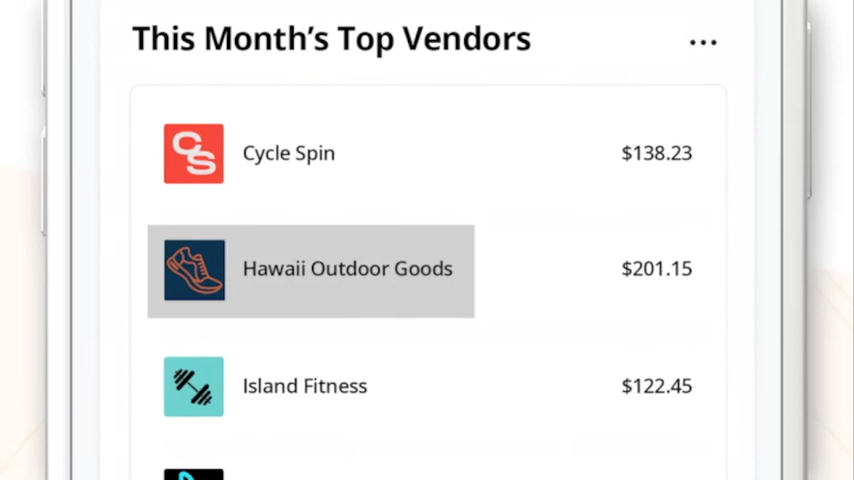 This Month's Top Vendors
CS Cycle Spin $138.23
Hawaii Outdoor Goods $201.15
Island Fitness $122.45